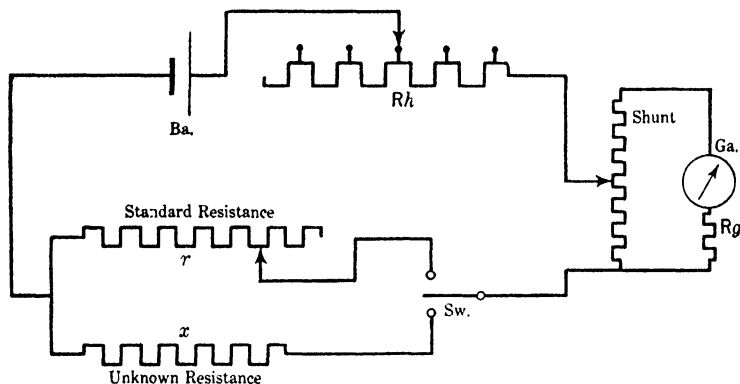 Ba.
Rh
Shunt
Ga.
Rg
Standard Resistance
r
Sw.
x
Unknown Resistance